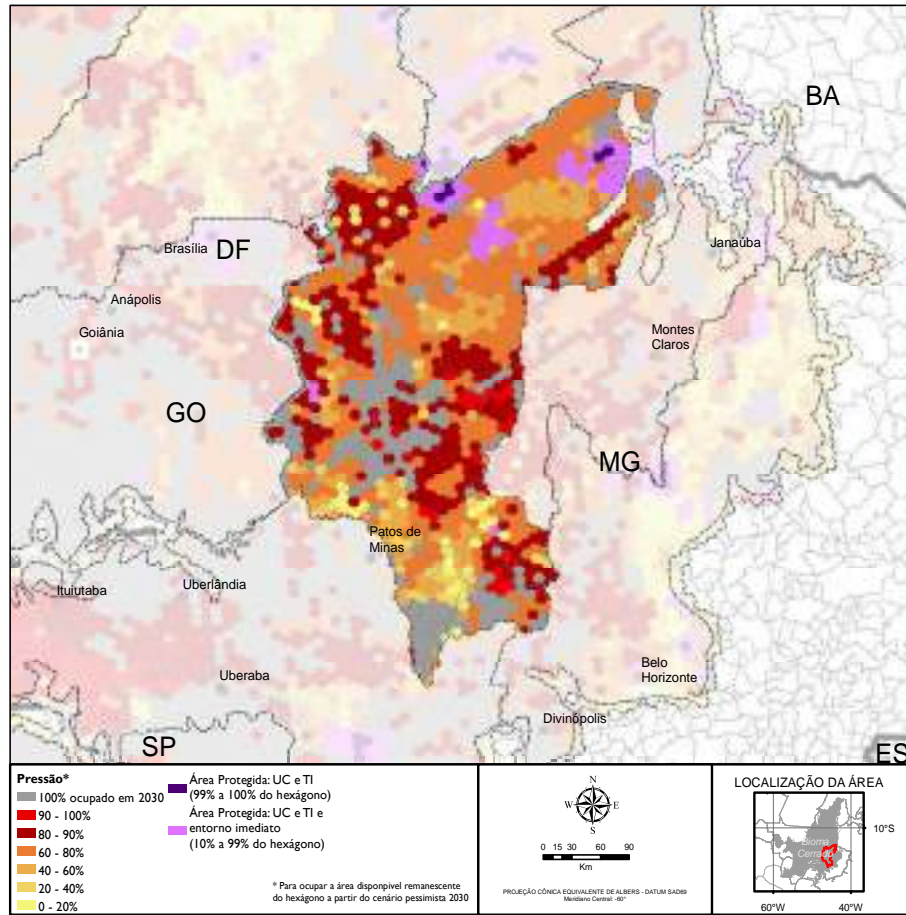 BA
Brasília
DF
Janaúba
Anápolis
Goiânia
Montes
Claros
GO
MG
Patos de
Minas
Ituiutaba
Uberlândia
Uberaba
Belo
Horizonte
Divinópolis
SP
ES
Pressão*
100% ocupado em 2030
90 - 100%
80 - 90%
60 - 80%
40 - 60%
20 - 40%
0 - 20%
Área Protegida: UC e TI
(99% a 100% do hexágono)
Área Protegida: UC e TI e
entorno imediato
(10% a 99% do hexágono)
* Para ocupar a área disponpivel remanescente
do hexágono a partir do cenário pessimista 2030
N
W E
S
0 15 30 60 90
Km
PROJEÇÃO CÔNICA EQUIVALENTE DE ALBERS - DATUM SAD69
Meridiano Central: -60°
LOCALIZAÇÃO DA ÁREA
Bioma
Cerrado
10°S
60°W 40°W